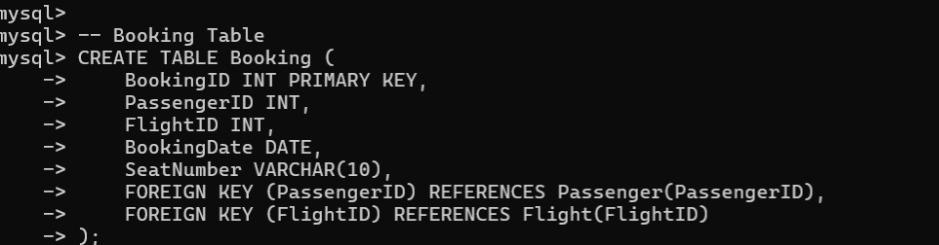 mysql>
mysql> -- Booking Table
mysql> CREATE TABLE Booking (
    ->     BookingID INT PRIMARY KEY,
    ->     PassengerID INT,
    ->     FlightID INT,
    ->     BookingDate DATE,
    ->     SeatNumber VARCHAR(10),
    ->     FOREIGN KEY (PassengerID) REFERENCES Passenger(PassengerID),
    ->     FOREIGN KEY (FlightID) REFERENCES Flight(FlightID)
    -> );